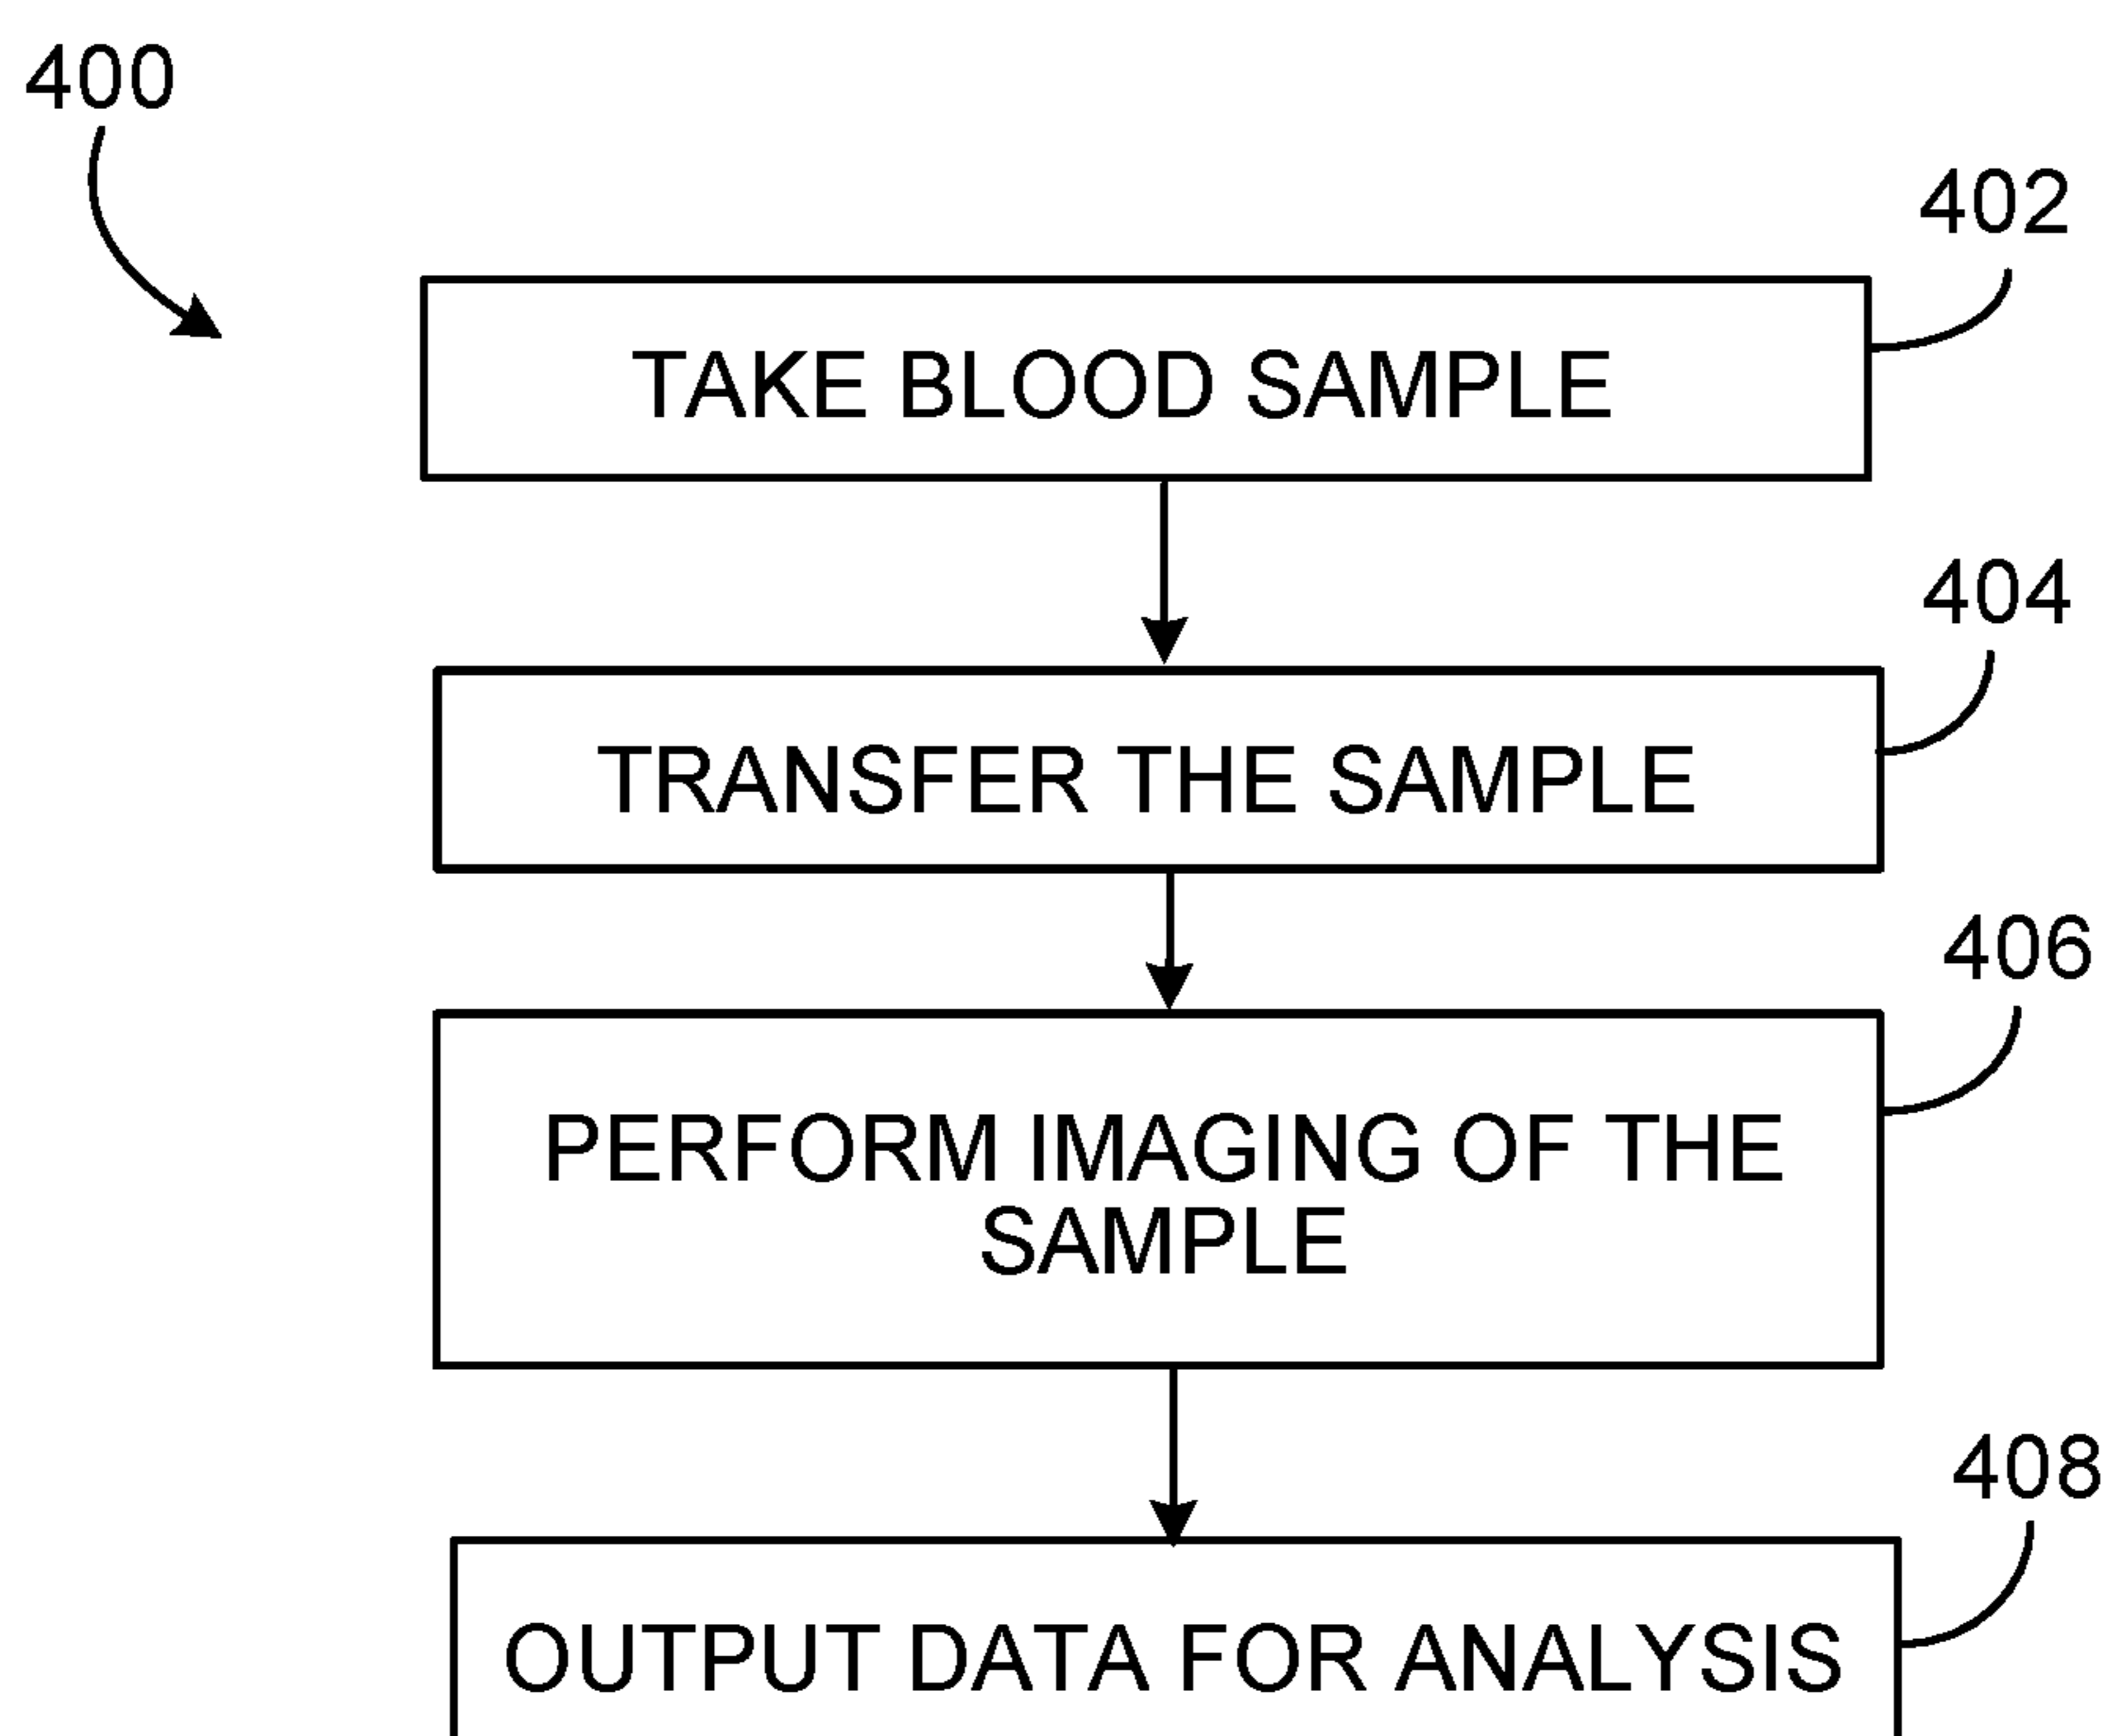 400
402
TAKE BLOOD SAMPLE
404
TRANSFER THE SAMPLE
406
PERFORM IMAGING OF THE
SAMPLE
408
OUTPUT DATA FOR ANALYSIS